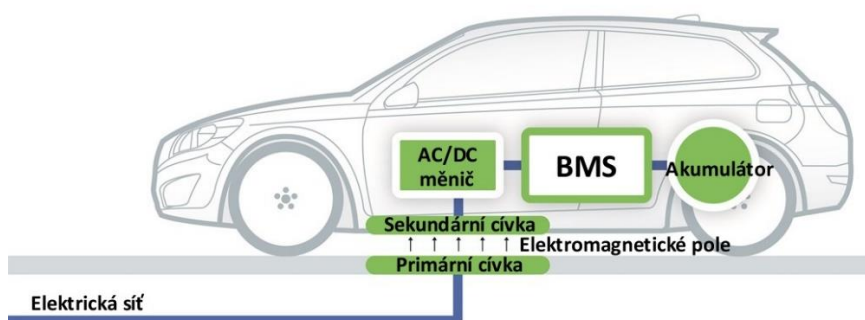 AC/DC
měnič
BMS
Akumulátor
Sekundární cívka
Elektromagnetické pole
Primární cívka
Elektrická síť